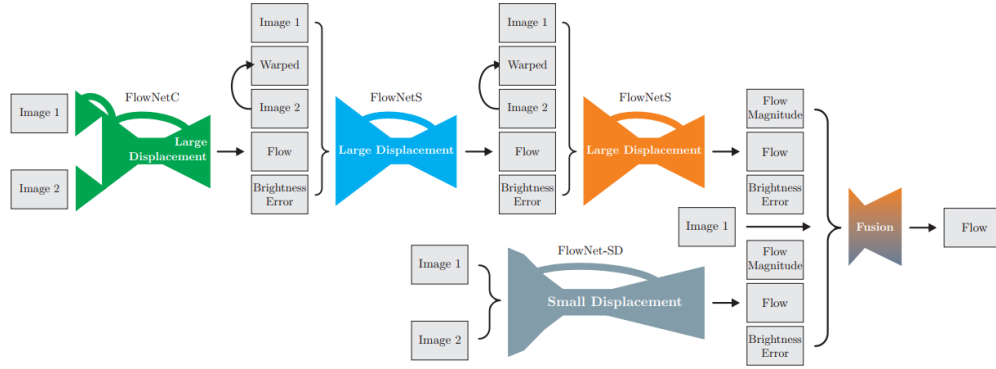 Image 1
Image 2
FlowNetC
Large
Displacement
Image 1
Warped
Image 2
Flow
Brightness
Error
FlowNetS
Large Displacement
Image 1
Warped
Image 2
Flow
Brightness
Error
FlowNetS
Large Displacement
Flow
Magnitude
Flow
Brightness
Error
Image 1
Image 1
Image 2
FlowNet-SD
Small Displacement
Flow
Magnitude
Flow
Brightness
Error
Fusion
Flow